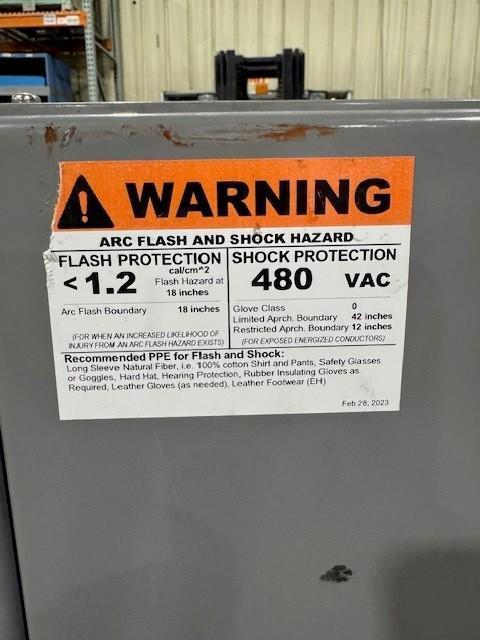 WARNING
ARC FLASH AND SHOCK HAZARD
FLASH PROTECTION
< 1.2 cal/cm^2
Flash Hazard at
18 inches
Arc Flash Boundary 18 inches
(FOR WHEN AN INCREASED LIKELIHOOD OF
INJURY FROM AN ARC FLASH HAZARD EXISTS)
SHOCK PROTECTION
480 VAC
Glove Class 0
Limited Aprch. Boundary 42 inches
Restricted Aprch. Boundary 12 inches
(FOR EXPOSED ENERGIZED CONDUCTORS)
Recommended PPE for Flash and Shock:
Long Sleeve Natural Fiber, i.e. 100% cotton Shirt and Pants, Safety Glasses
or Goggles, Hard Hat, Hearing Protection, Rubber Insulating Gloves as
Required, Leather Gloves (as needed), Leather Footwear (EH)
Feb 28, 2023